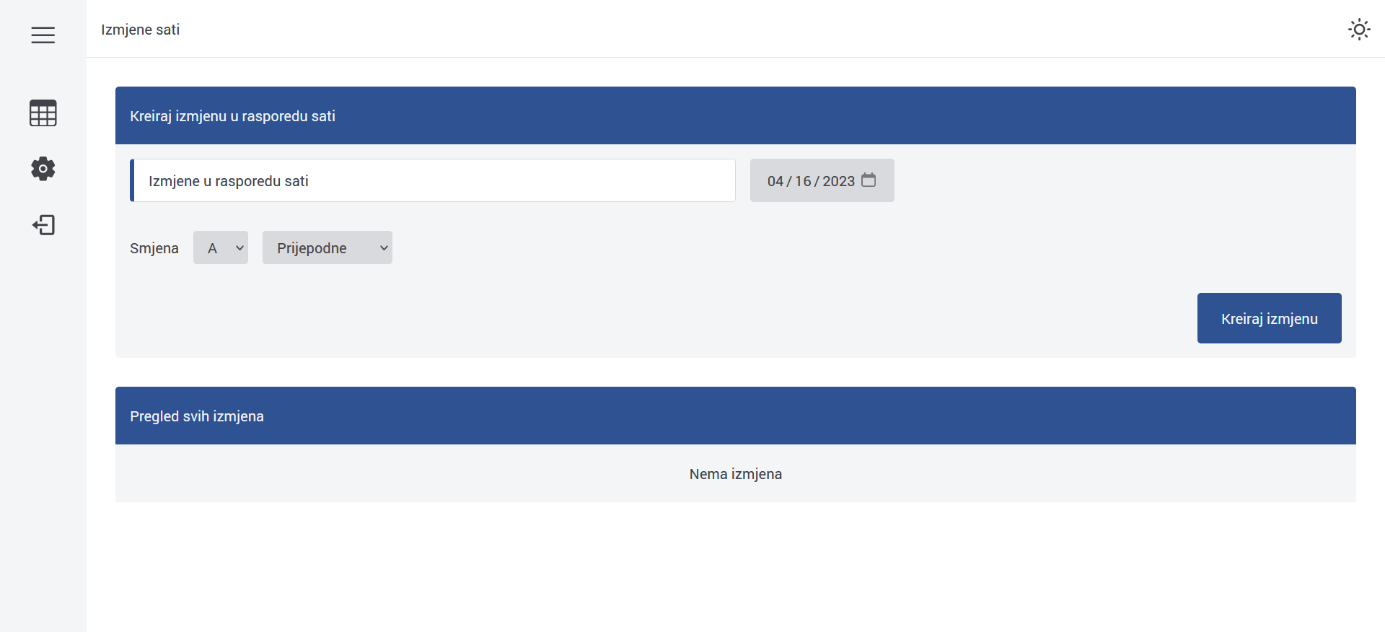 Izmjene sati
Kreiraj izmjenu u rasporedu sati
Izmjene u rasporedu sati
04 / 16 / 2023
Smjena A Prijepodne
Kreiraj izmjenu
Pregled svih izmjena
Nema izmjena